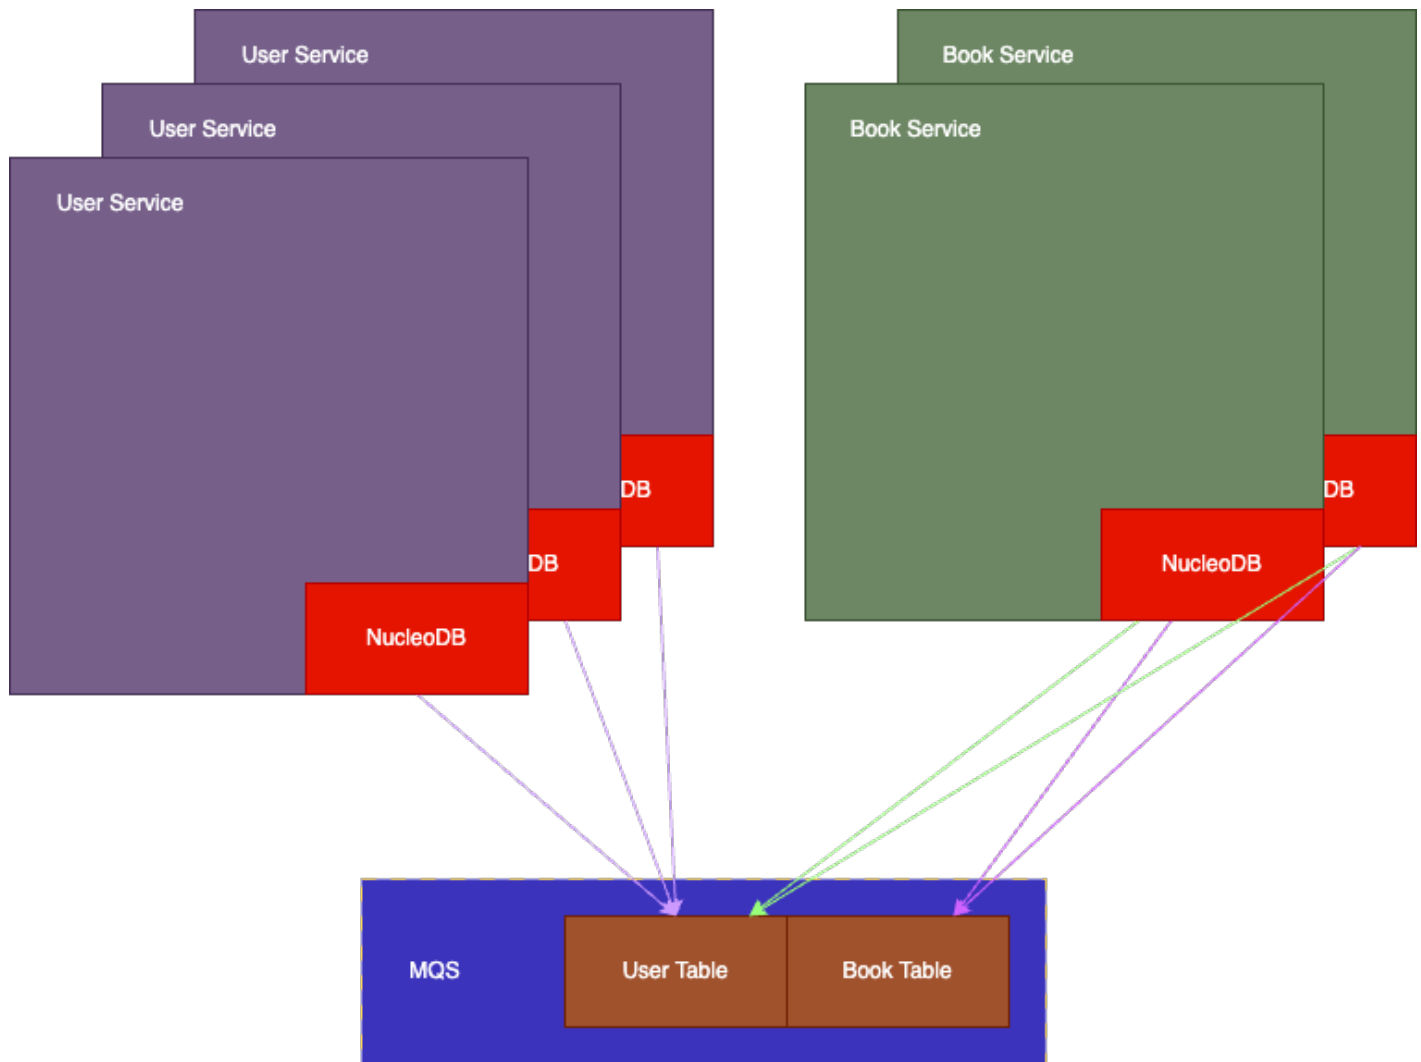 User Service
User Service
User Service
DB
DB
NucleoDB
Book Service
Book Service
DB
NucleoDB
MQS
User Table
Book Table